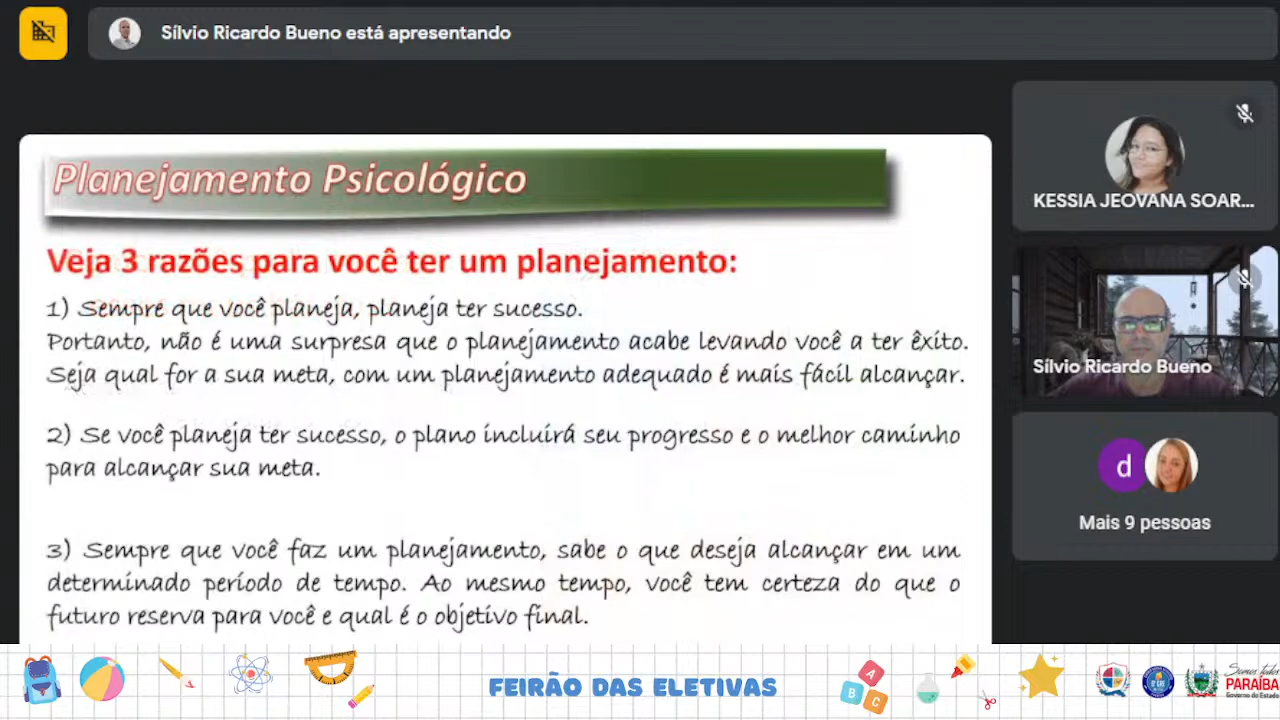 Sílvio Ricardo Bueno está apresentando
Planejamento Psicológico
Veja 3 razões para você ter um planejamento:
1) Sempre que você planeja, planeja ter sucesso.
Portanto, não é uma surpresa que o planejamento acabe levando você a ter êxito.
Seja qual for a sua meta, com um planejamento adequado é mais fácil alcançar.
2) Se você planeja ter sucesso, o plano incluirá seu progresso e o melhor caminho
para alcançar sua meta.
3) Sempre que você faz um planejamento, sabe o que deseja alcançar em um
determinado período de tempo. Ao mesmo tempo, você tem certeza do que o
futuro reserva para você e qual é o objetivo final.
KESSIA JEOVANA SOAR...
Sílvio Ricardo Bueno
d
Mais 9 pessoas
FEIRÃO DAS ELETIVAS
A
B
C
Somos todos
PARAÍBA
Governo do Estado